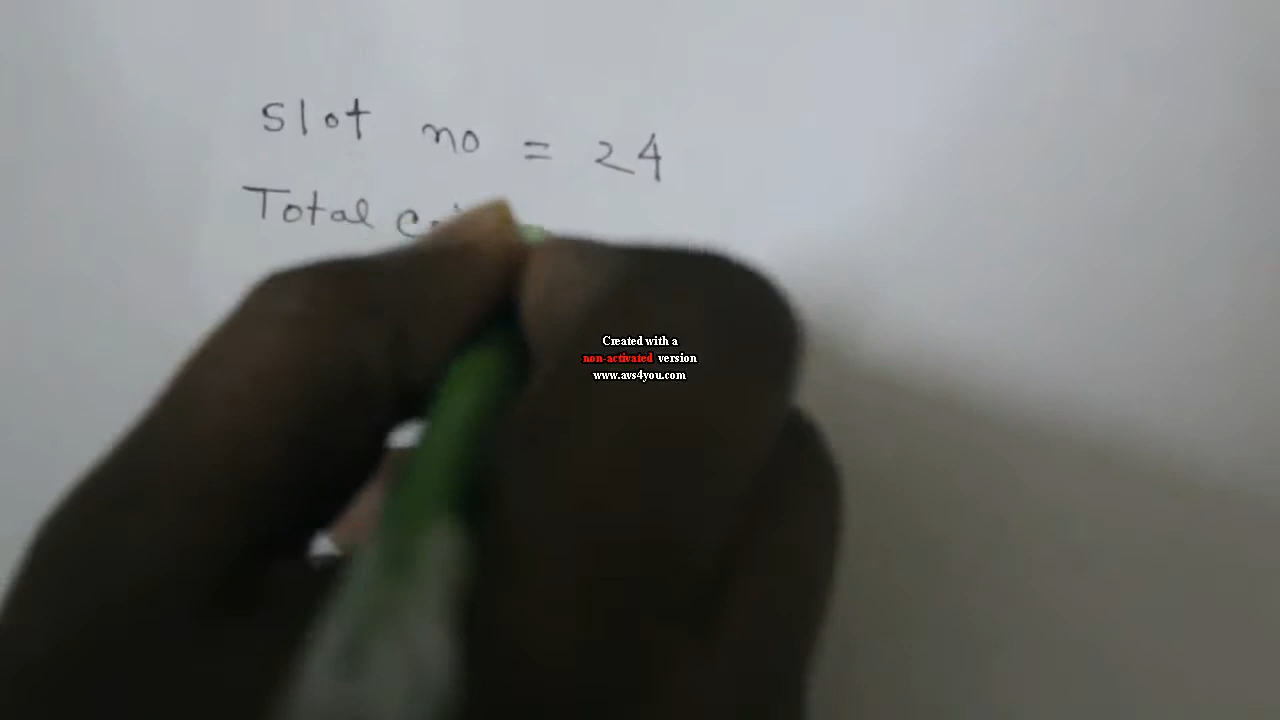 Slot no = 24
Total
Created with a
non-activated version
www.avs4you.com